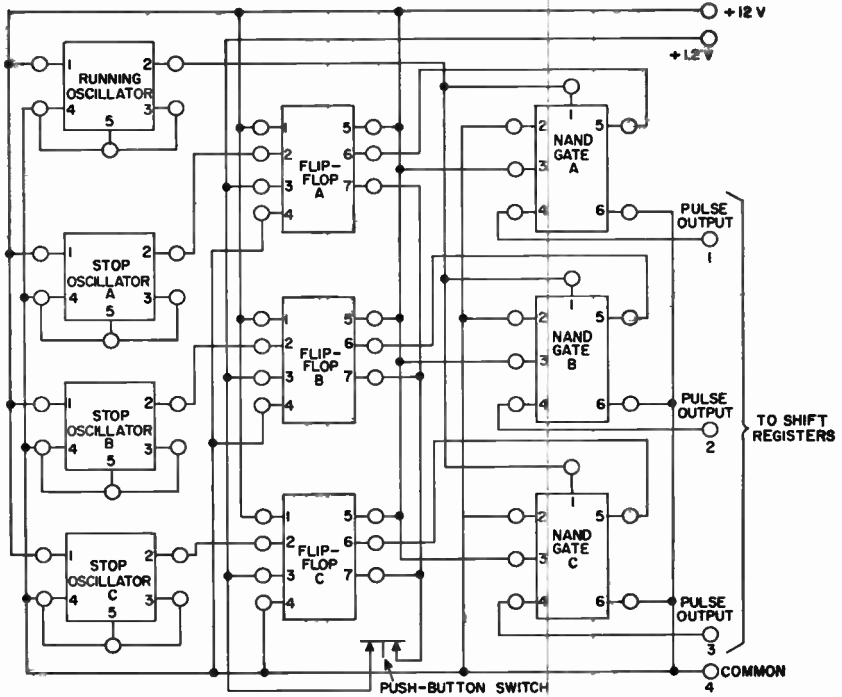 +12 V
+1.2 V
1 RUNNING OSCILLATOR 2
4 5 3
1 STOP OSCILLATOR A 2
4 5 3
1 STOP OSCILLATOR B 2
4 5 3
1 STOP OSCILLATOR C 2
4 5 3
1 2 3 4 FLIP-FLOP A 5 6 7
1 2 3 4 FLIP-FLOP B 5 6 7
1 2 3 4 FLIP-FLOP C 5 6 7
1 2 3 4 NAND GATE A 5 6
1 2 3 4 NAND GATE B 5 6
1 2 3 4 NAND GATE C 5 6
PULSE OUTPUT
1
PULSE OUTPUT
2
PULSE OUTPUT
3
TO SHIFT
REGISTERS
COMMON
4
PUSH-BUTTON SWITCH